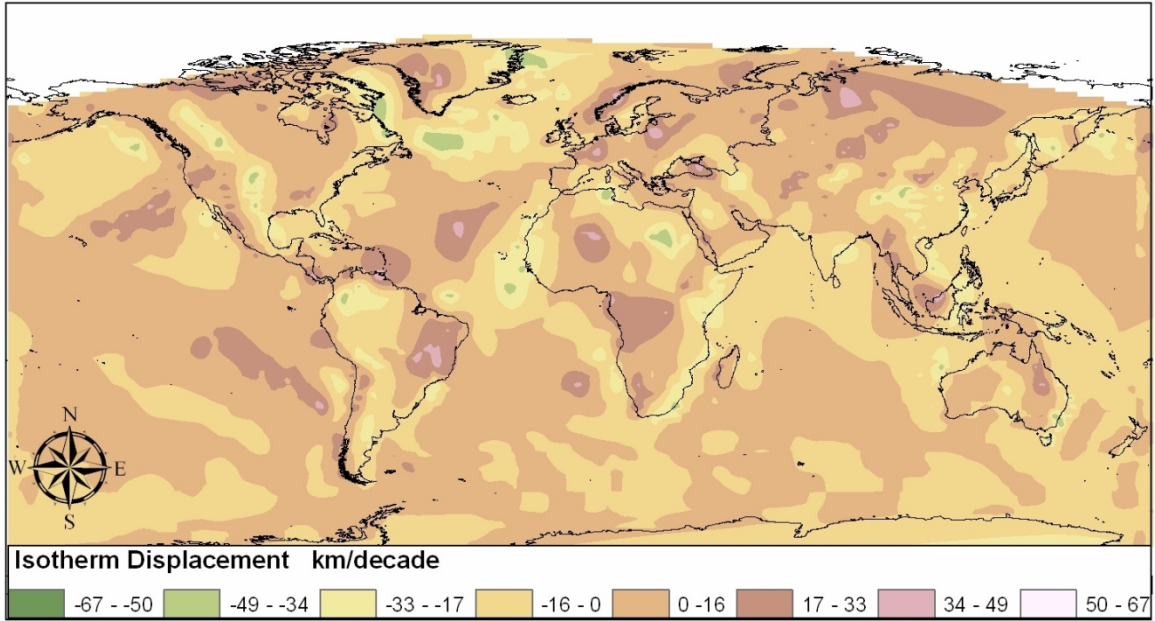 N
W E
S
Isotherm Displacement km/decade
-67 - -50 -49 - -34 -33 - -17 -16 - 0 0 -16 17 - 33 34 - 49 50 - 67